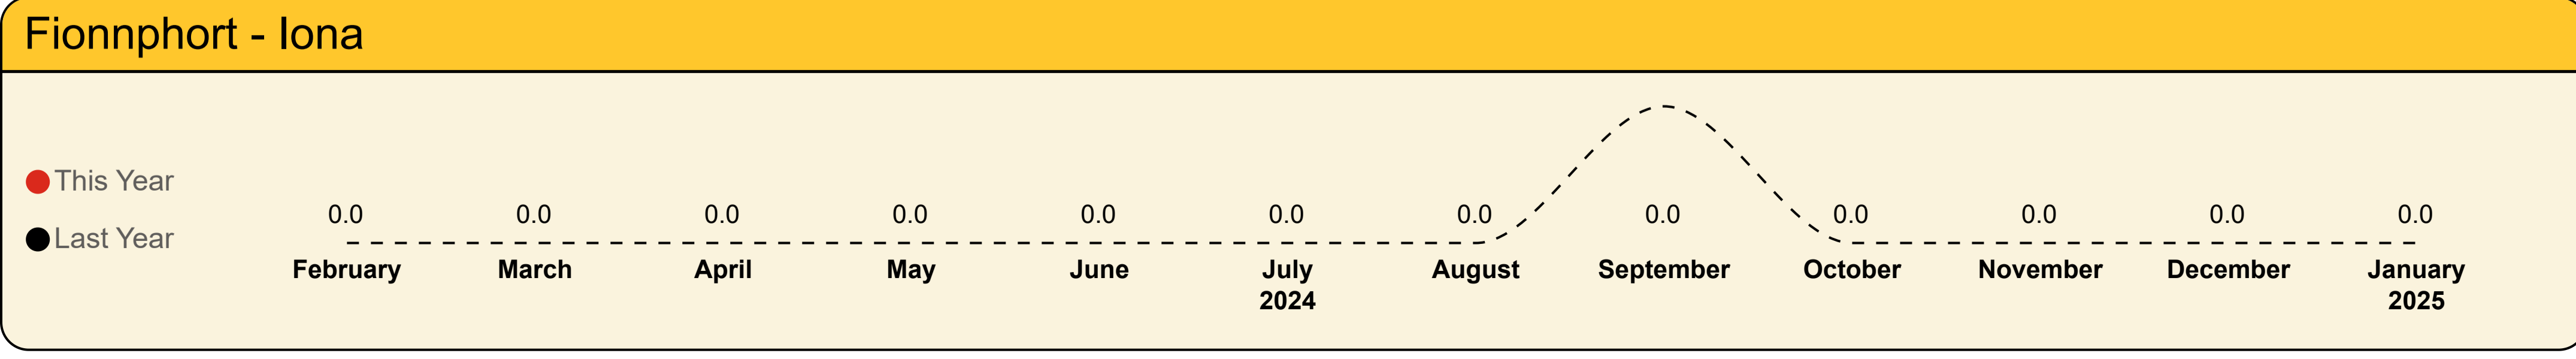 Fionnphort - Iona
This Year
Last Year
0.0 0.0 0.0 0.0 0.0 0.0 0.0 0.0 0.0 0.0 0.0 0.0
February March April May June July August September October November December January
2024 2025